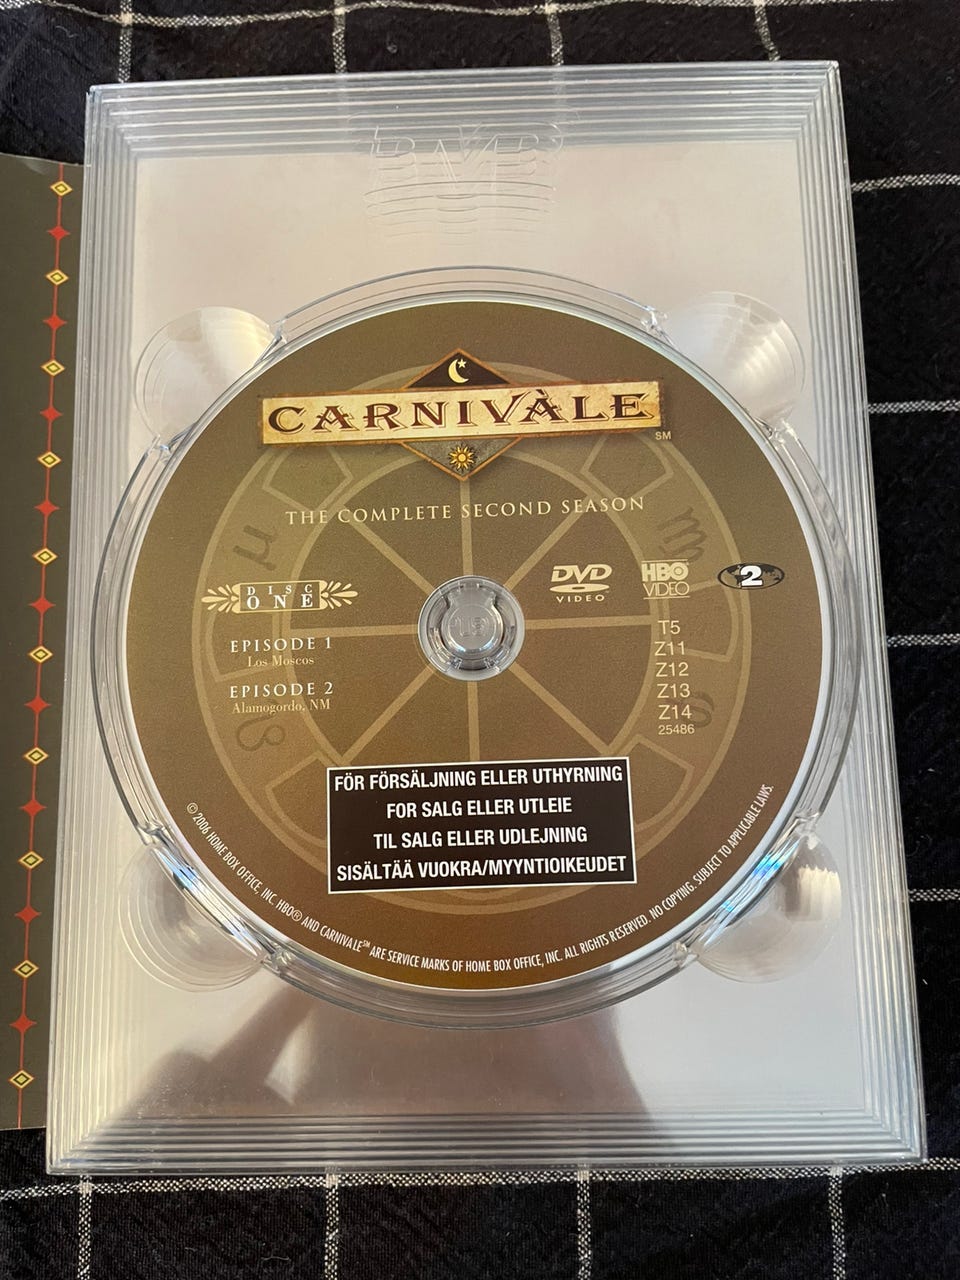 CARNIVÀLE
SM
THE COMPLETE SECOND SEASON
DISC
ONE
EPISODE 1
Los Moscos
EPISODE 2
Alamogordo, NM
DVD
VIDEO
HBO
VIDEO
2
T5
Z11
Z12
Z13
Z14
25486
FÖR FÖRSÄLJNING ELLER UTHYRNING
FOR SALG ELLER UTLEIE
TIL SALG ELLER UDLEJNING
SISÄLTÄÄ VUOKRA/MYYNTIOIKEUDET
© 2006 HOME BOX OFFICE, INC. HBO® AND CARNIVALE℠ ARE SERVICE MARKS OF HOME BOX OFFICE, INC. ALL RIGHTS RESERVED. NO COPYING. SUBJECT TO APPLICABLE LAWS.